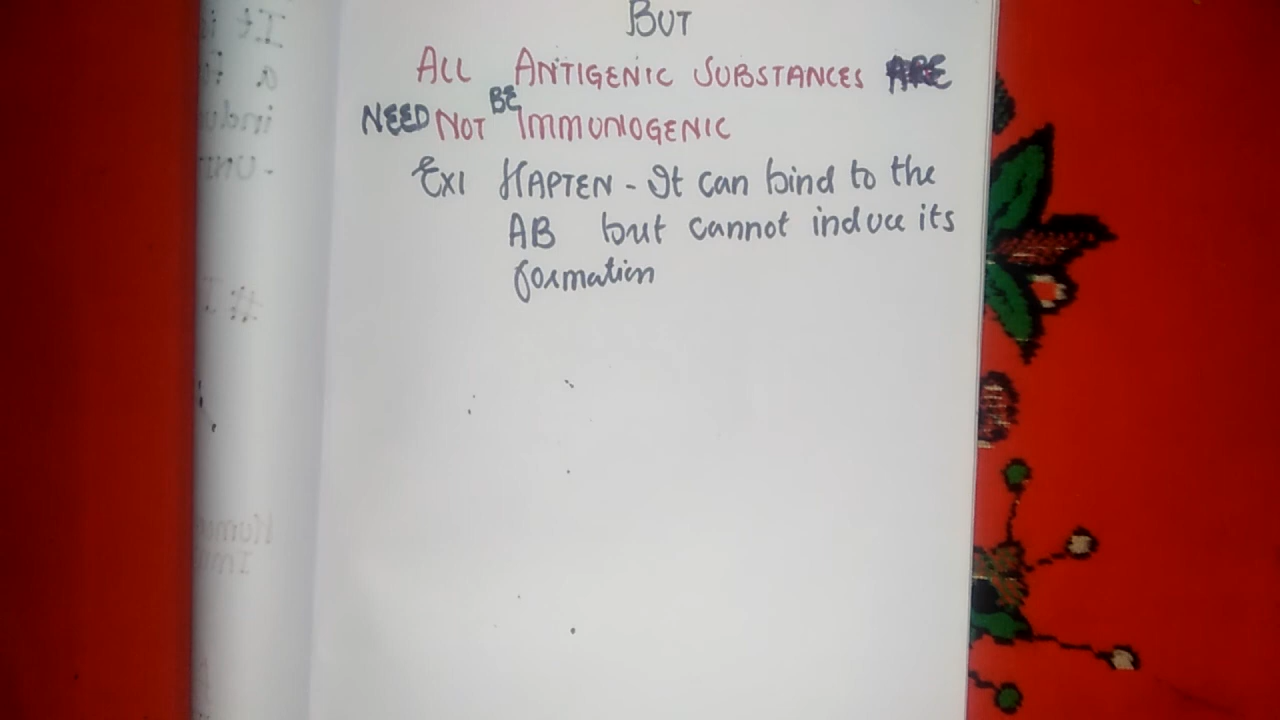 BUT
ALL ANTIGENIC SUBSTANCES ARE
NEED NOT BE IMMUNOGENIC
EX: HAPTEN - It can bind to the
AB but cannot induce its
formation